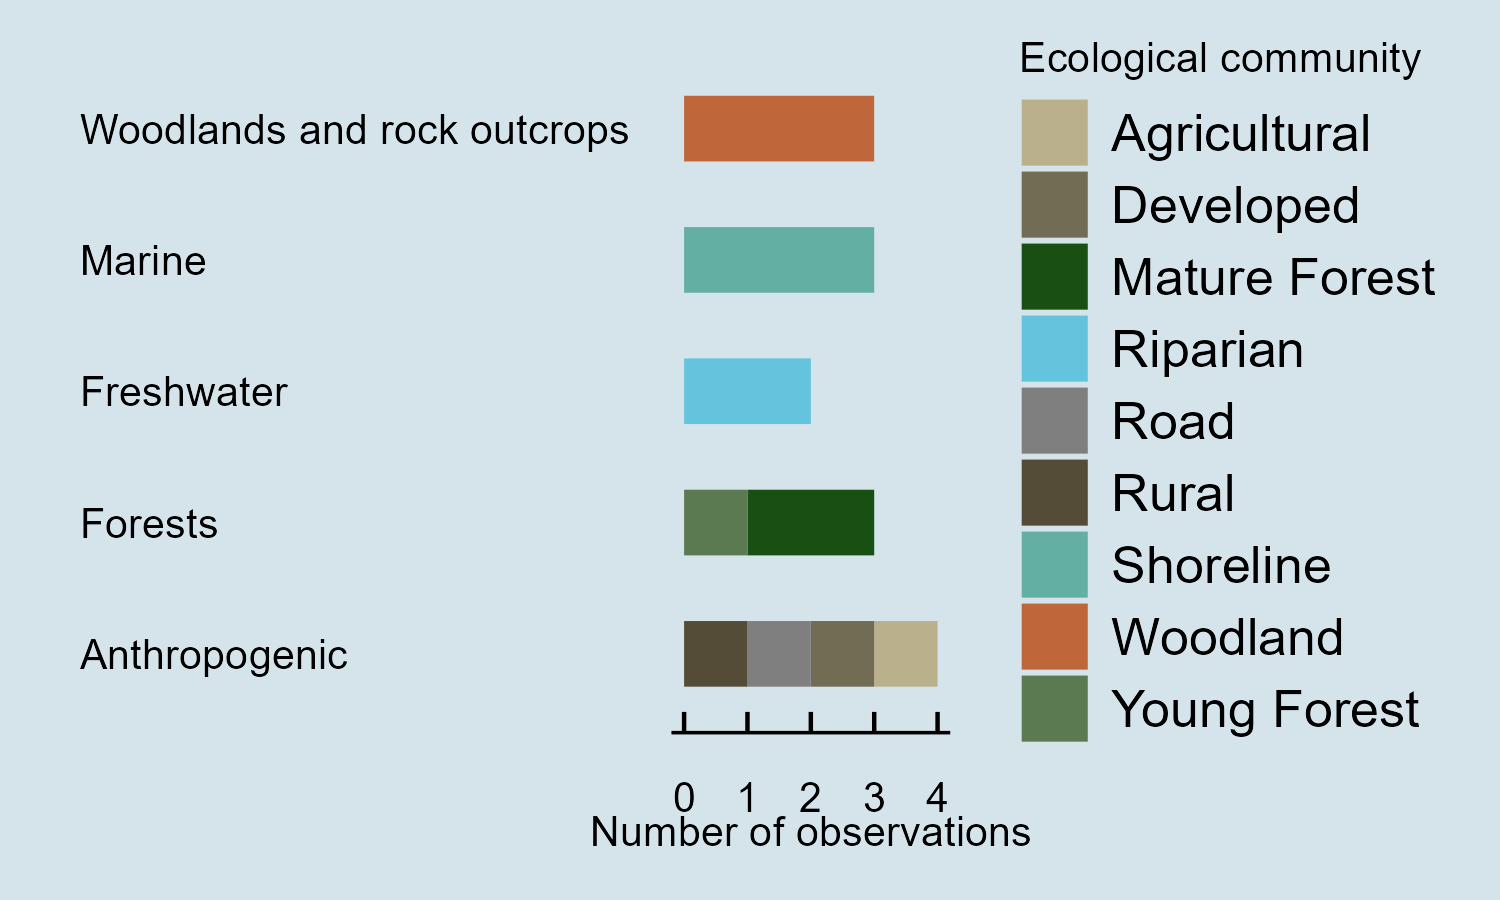 Woodlands and rock outcrops
Marine
Freshwater
Forests
Anthropogenic
0 1 2 3 4
Number of observations
Ecological community
Agricultural
Developed
Mature Forest
Riparian
Road
Rural
Shoreline
Woodland
Young Forest